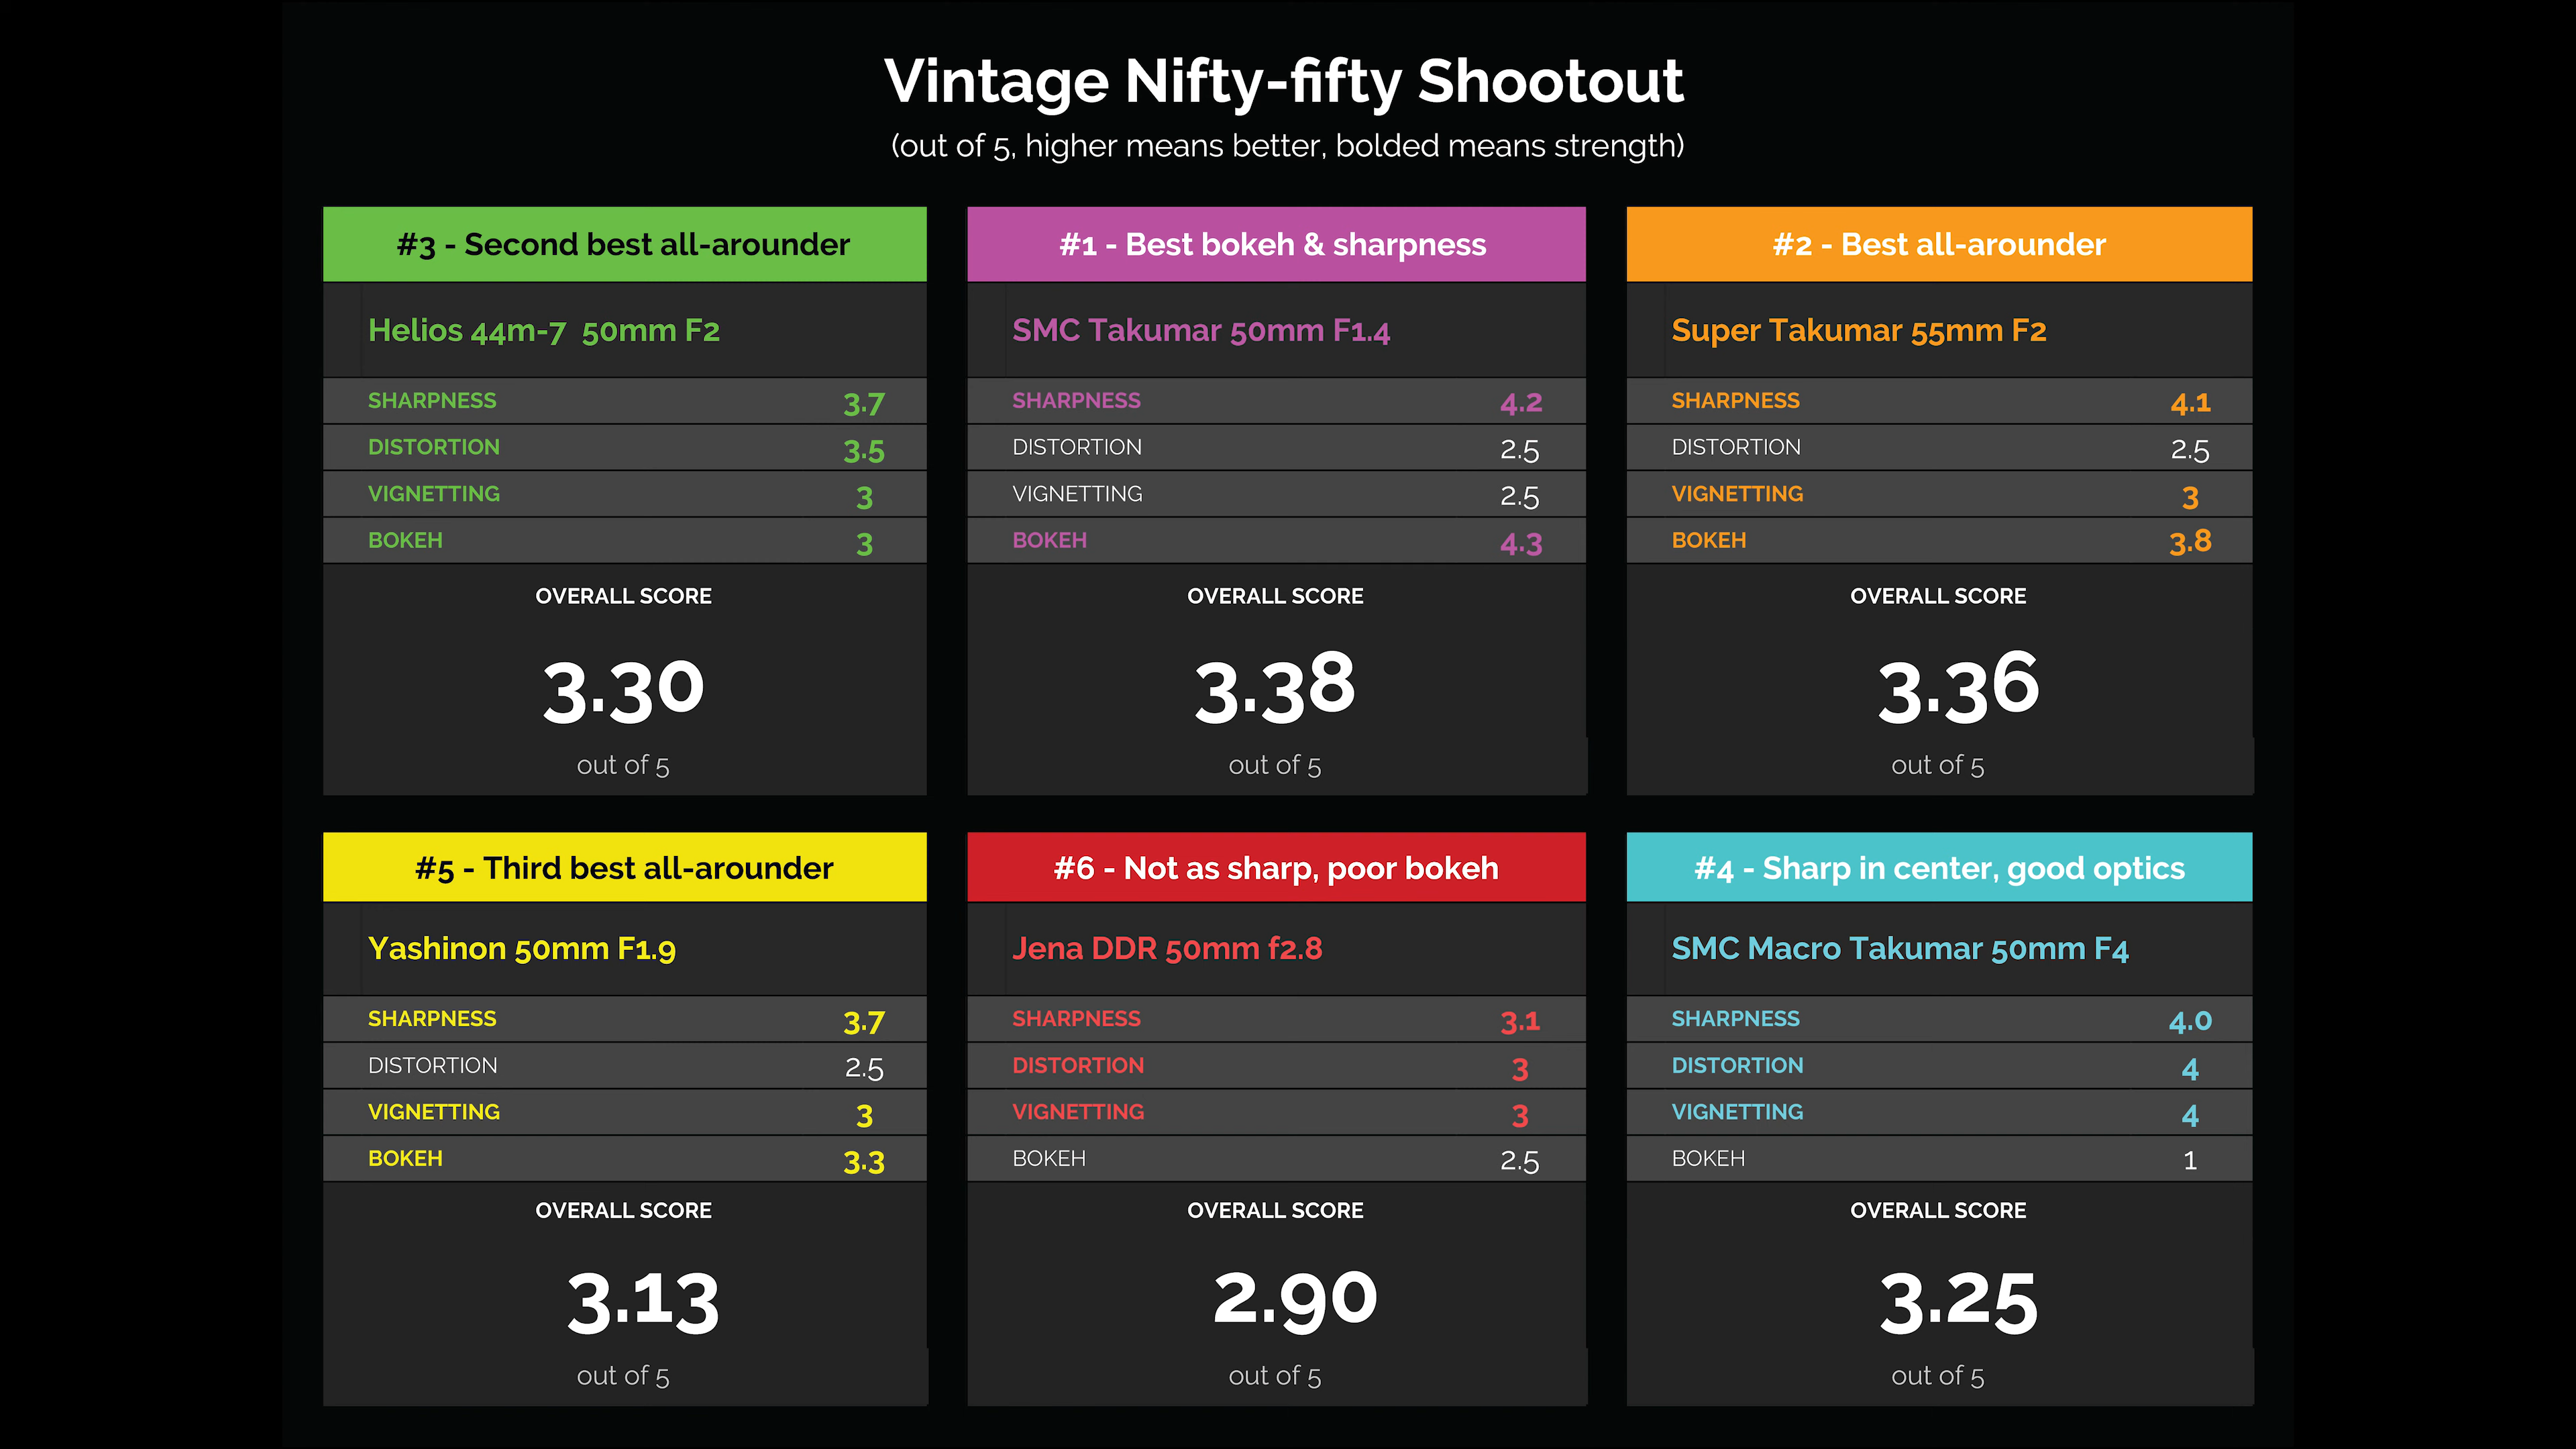 Vintage Nifty-fifty Shootout
(out of 5, higher means better, bolded means strength)
#3 - Second best all-arounder
Helios 44m-7 50mm F2
SHARPNESS 3.7
DISTORTION 3.5
VIGNETTING 3
BOKEH 3
OVERALL SCORE
3.30
out of 5
#1 - Best bokeh & sharpness
SMC Takumar 50mm F1.4
SHARPNESS 4.2
DISTORTION 2.5
VIGNETTING 2.5
BOKEH 4.3
OVERALL SCORE
3.38
out of 5
#2 - Best all-arounder
Super Takumar 55mm F2
SHARPNESS 4.1
DISTORTION 2.5
VIGNETTING 3
BOKEH 3.8
OVERALL SCORE
3.36
out of 5
#5 - Third best all-arounder
Yashinon 50mm F1.9
SHARPNESS 3.7
DISTORTION 2.5
VIGNETTING 3
BOKEH 3.3
OVERALL SCORE
3.13
out of 5
#6 - Not as sharp, poor bokeh
Jena DDR 50mm f2.8
SHARPNESS 3.1
DISTORTION 3
VIGNETTING 3
BOKEH 2.5
OVERALL SCORE
2.90
out of 5
#4 - Sharp in center, good optics
SMC Macro Takumar 50mm F4
SHARPNESS 4.0
DISTORTION 4
VIGNETTING 4
BOKEH 1
OVERALL SCORE
3.25
out of 5